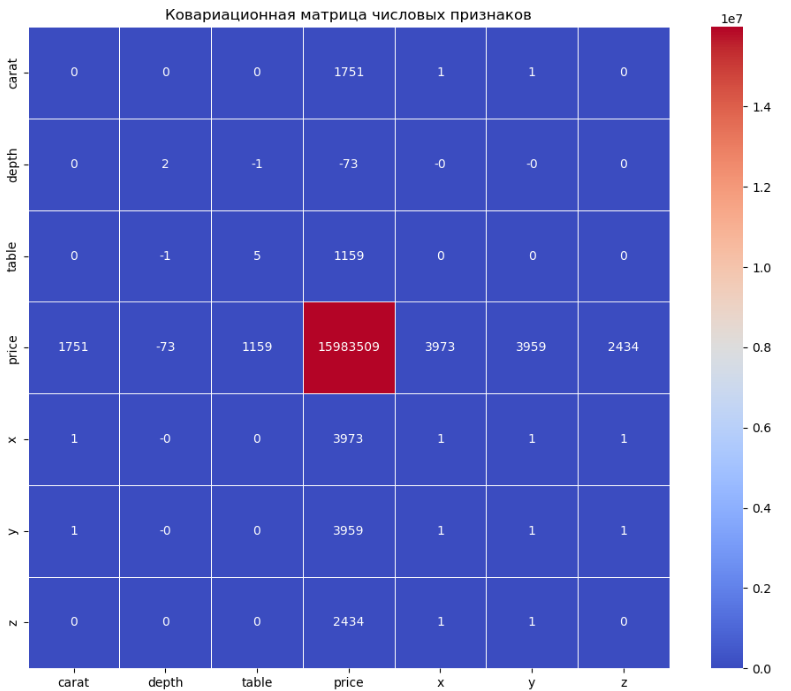 Ковариационная матрица числовых признаков
1e7
carat 0 0 0 1751 1 1 0
depth 0 2 -1 -73 -0 -0 0
table 0 -1 5 1159 0 0 0
price 1751 -73 1159 15983509 3973 3959 2434
x 1 -0 0 3973 1 1 1
y 1 -0 0 3959 1 1 1
z 0 0 0 2434 1 1 0
carat depth table price x y z
1.4
1.2
1.0
0.8
0.6
0.4
0.2
0.0